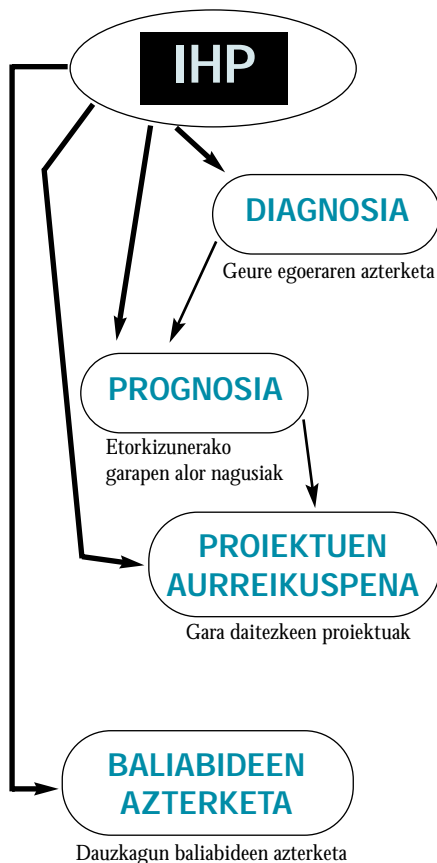 IHP
DIAGNOSIA
Geure egoeraren azterketa
PROGNOSIA
Etorkizunerako
garapen alor nagusiak
PROIEKTUEN
AURREIKUSPENA
Gara daitezkeen proiektuak
BALIABIDEEN
AZTERKETA
Dauzkagun baliabideen azterketa